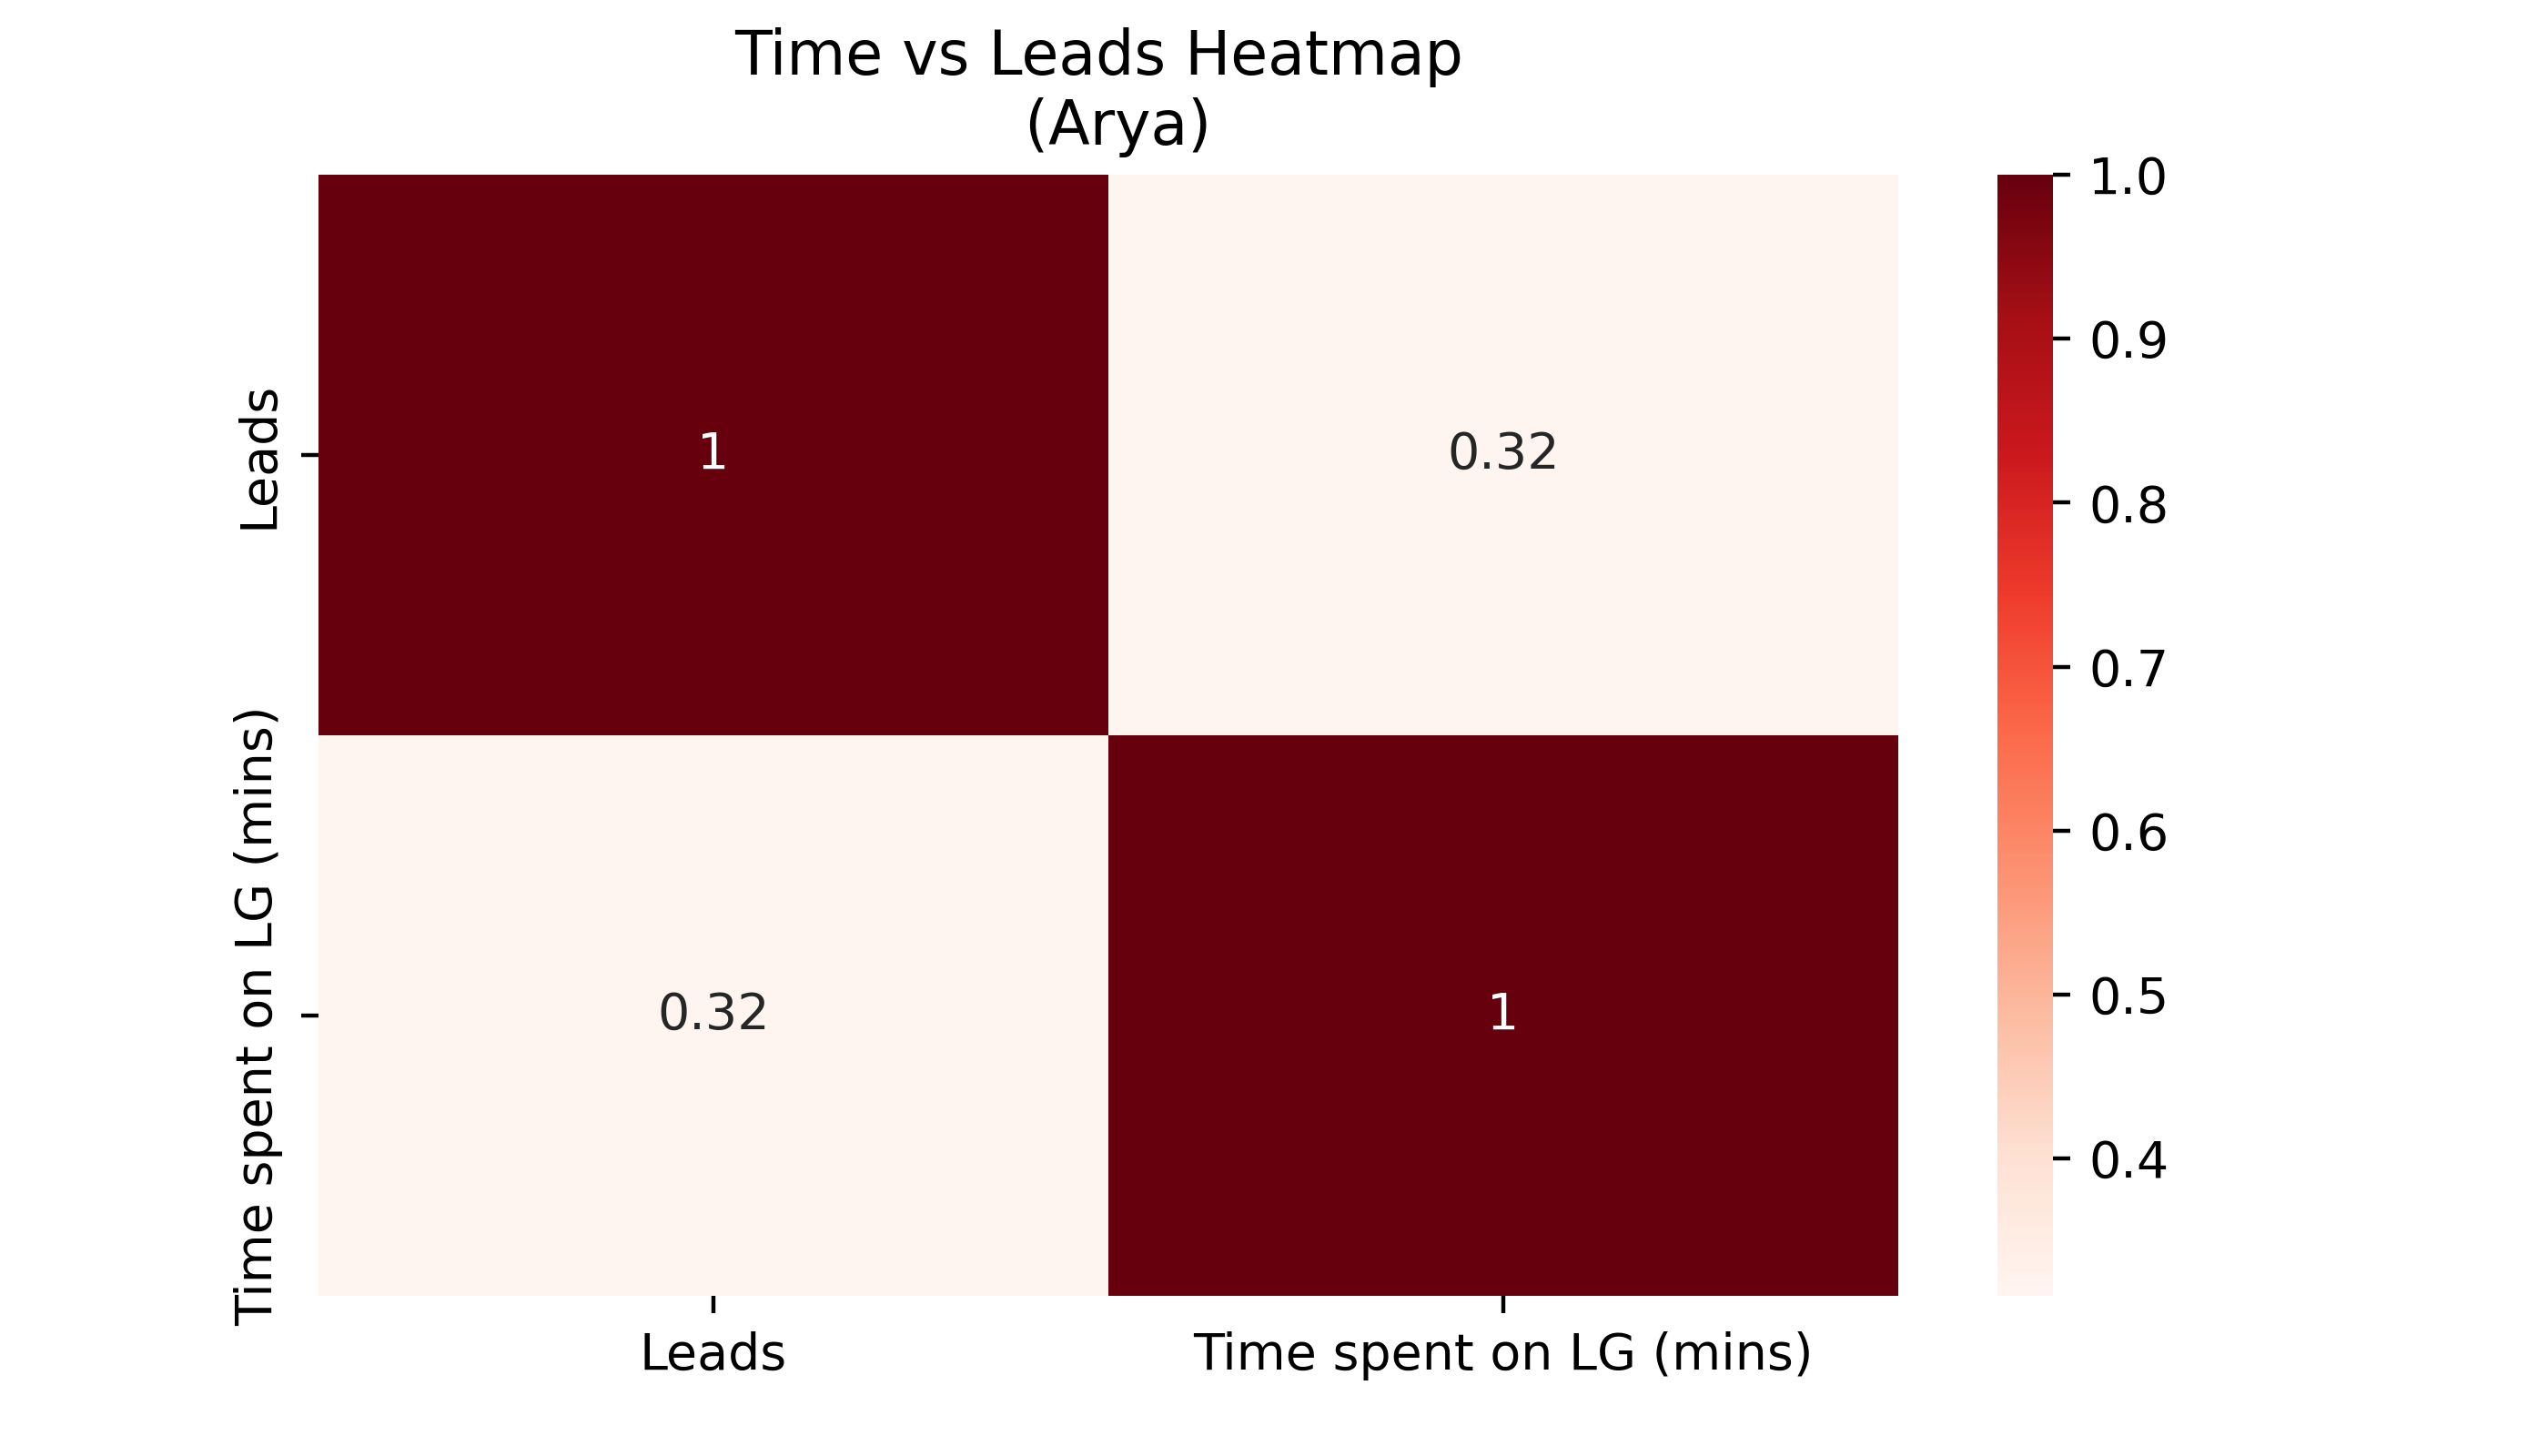 Time vs Leads Heatmap
(Arya)
Leads
1
0.32
Time spent on LG (mins)
0.32
1
Leads
Time spent on LG (mins)
1.0
0.9
0.8
0.7
0.6
0.5
0.4